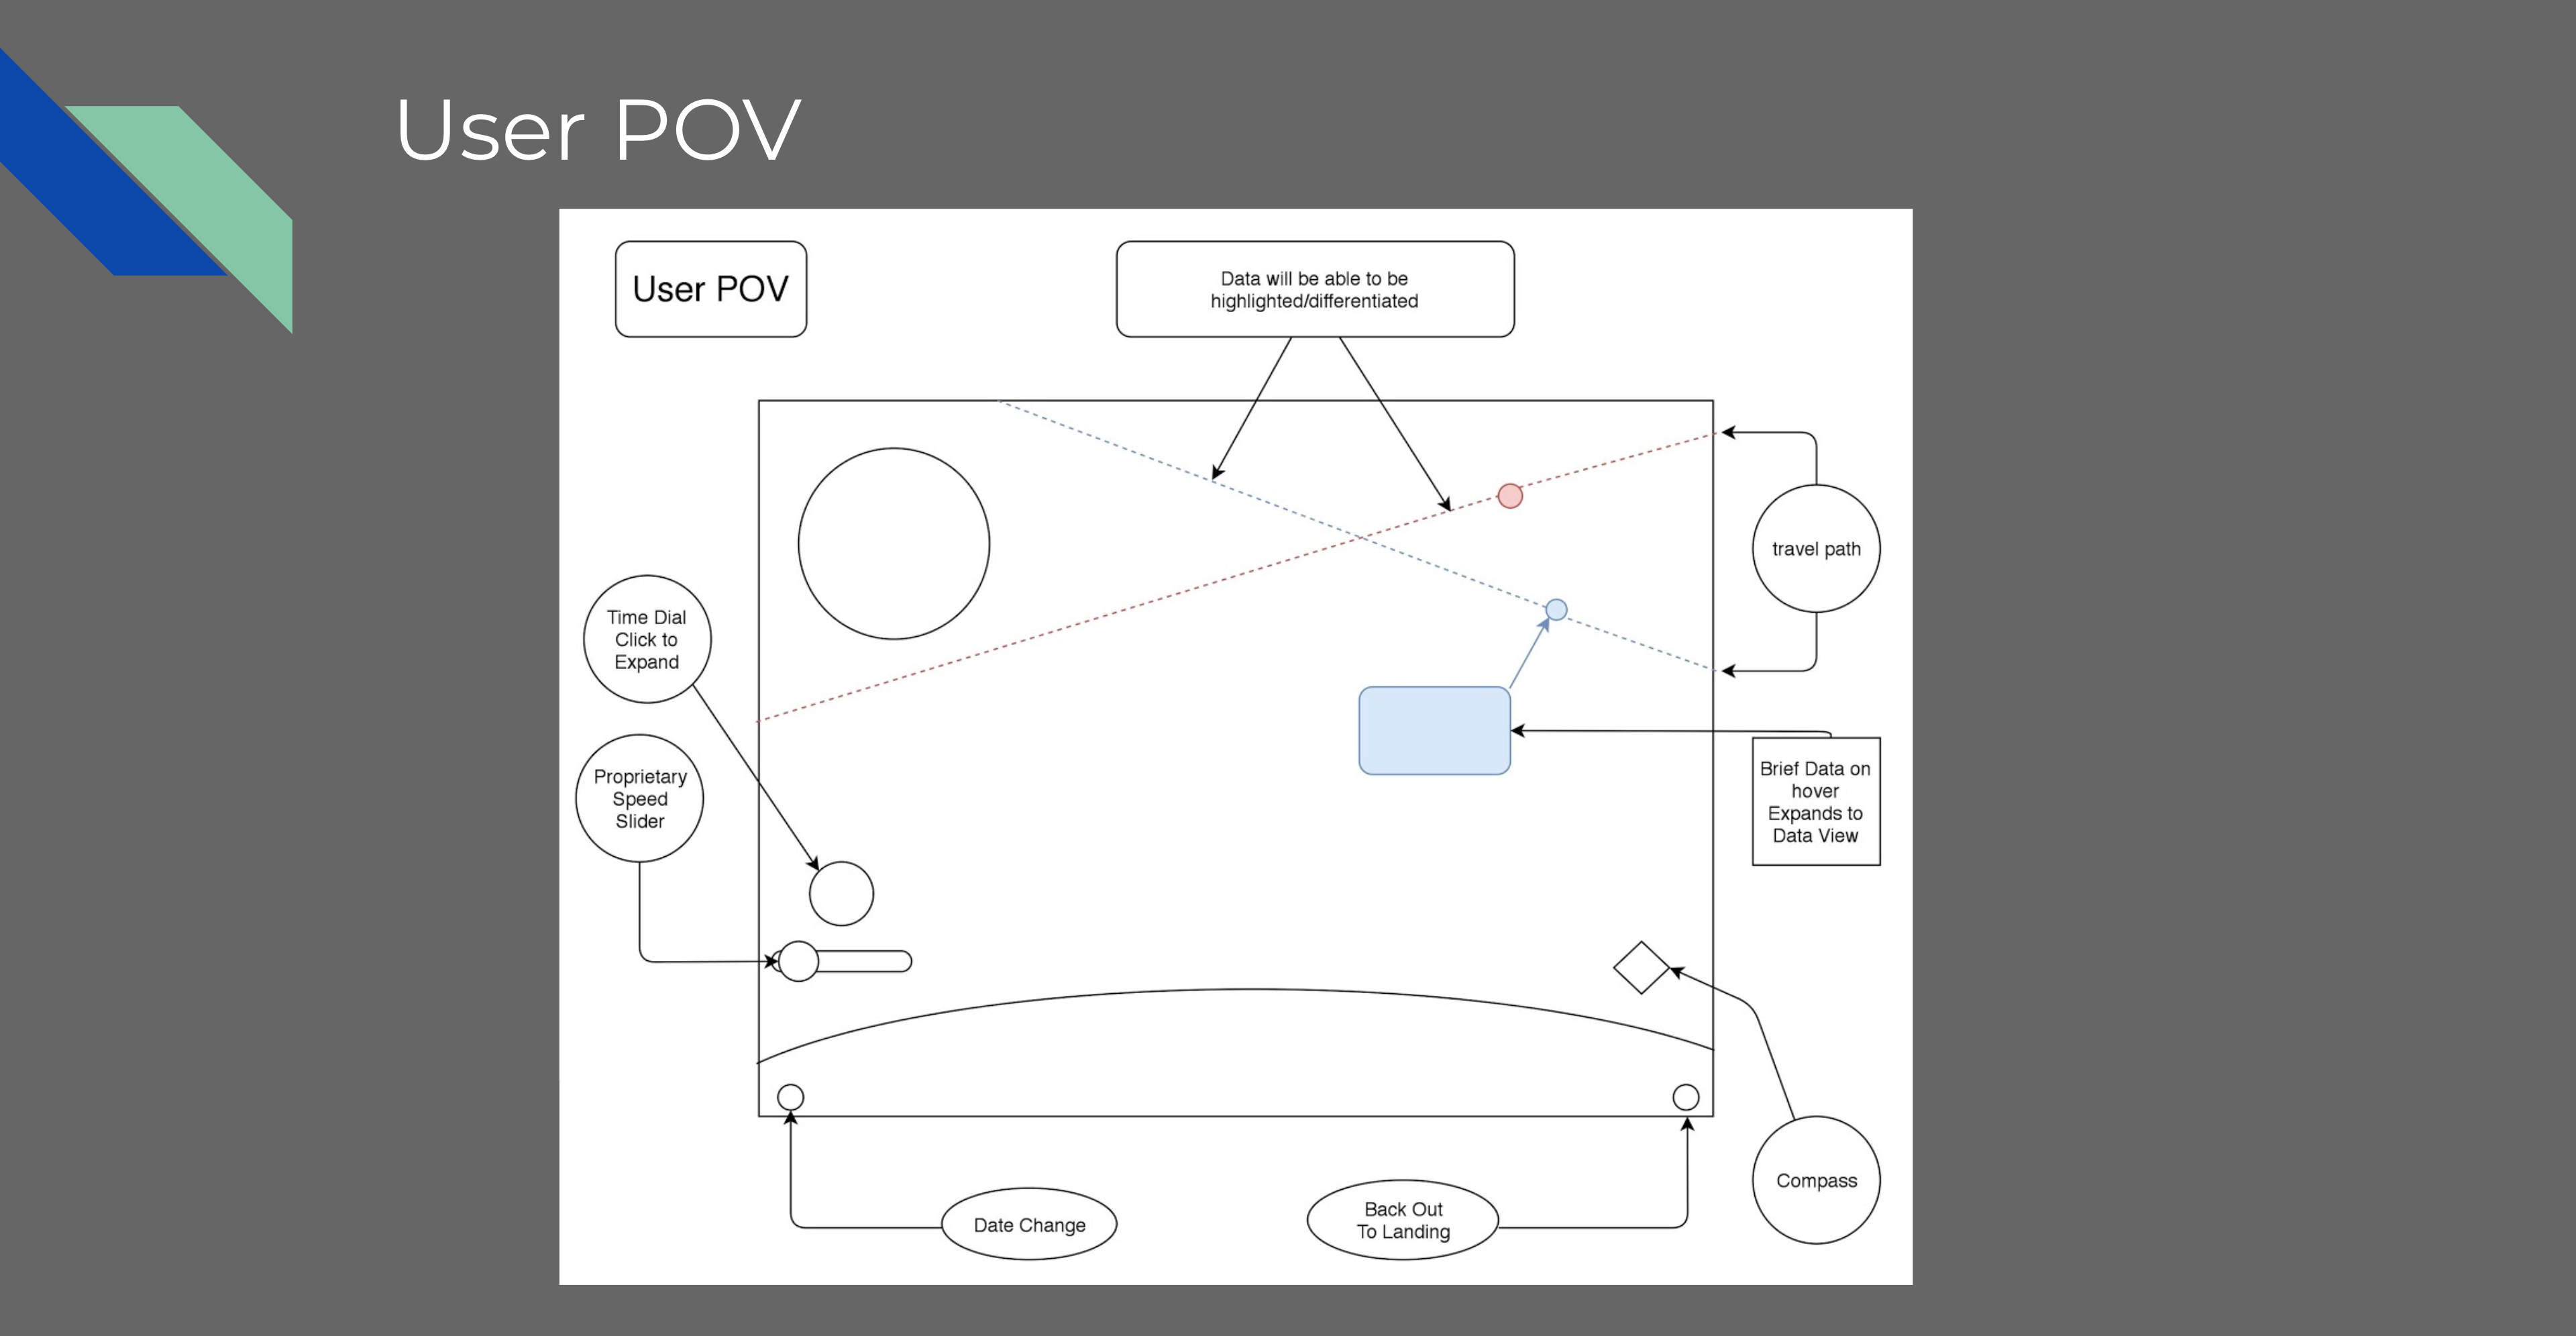 User POV
User POV
Data will be able to be
highlighted/differentiated
travel path
Time Dial
Click to
Expand
Proprietary
Speed
Slider
Brief Data on
hover
Expands to
Data View
Compass
Date Change
Back Out
To Landing